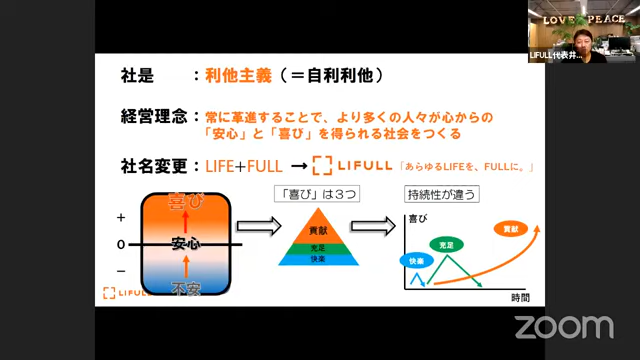 LOVE & PEACE
LIFULL代表井...
社是 ：利他主義（＝自利利他）
経営理念：常に革進することで、より多くの人々が心からの
「安心」と「喜び」を得られる社会をつくる
社名変更：LIFE+FULL → LIFULL「あらゆるLIFEを、FULLに。」
喜び
+
安心
0
−
不安
「喜び」は３つ
貢献
充足
快楽
持続性が違う
喜び
貢献
充足
快楽
時間
LIFULL
zoom